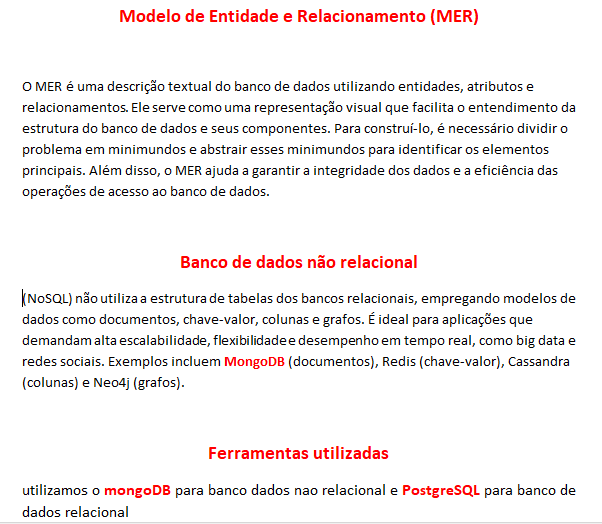 Modelo de Entidade e Relacionamento (MER)
O MER é uma descrição textual do banco de dados utilizando entidades, atributos e
relacionamentos. Ele serve como uma representação visual que facilita o entendimento da
estrutura do banco de dados e seus componentes. Para construí-lo, é necessário dividir o
problema em minimundos e abstrair esses minimundos para identificar os elementos
principais. Além disso, o MER ajuda a garantir a integridade dos dados e a eficiência das
operações de acesso ao banco de dados.
Banco de dados não relacional
(NoSQL) não utiliza a estrutura de tabelas dos bancos relacionais, empregando modelos de
dados como documentos, chave-valor, colunas e grafos. É ideal para aplicações que
demandam alta escalabilidade, flexibilidade e desempenho em tempo real, como big data e
redes sociais. Exemplos incluem MongoDB (documentos), Redis (chave-valor), Cassandra
(colunas) e Neo4j (grafos).
Ferramentas utilizadas
utilizamos o mongoDB para banco dados nao relacional e PostgreSQL para banco de
dados relacional